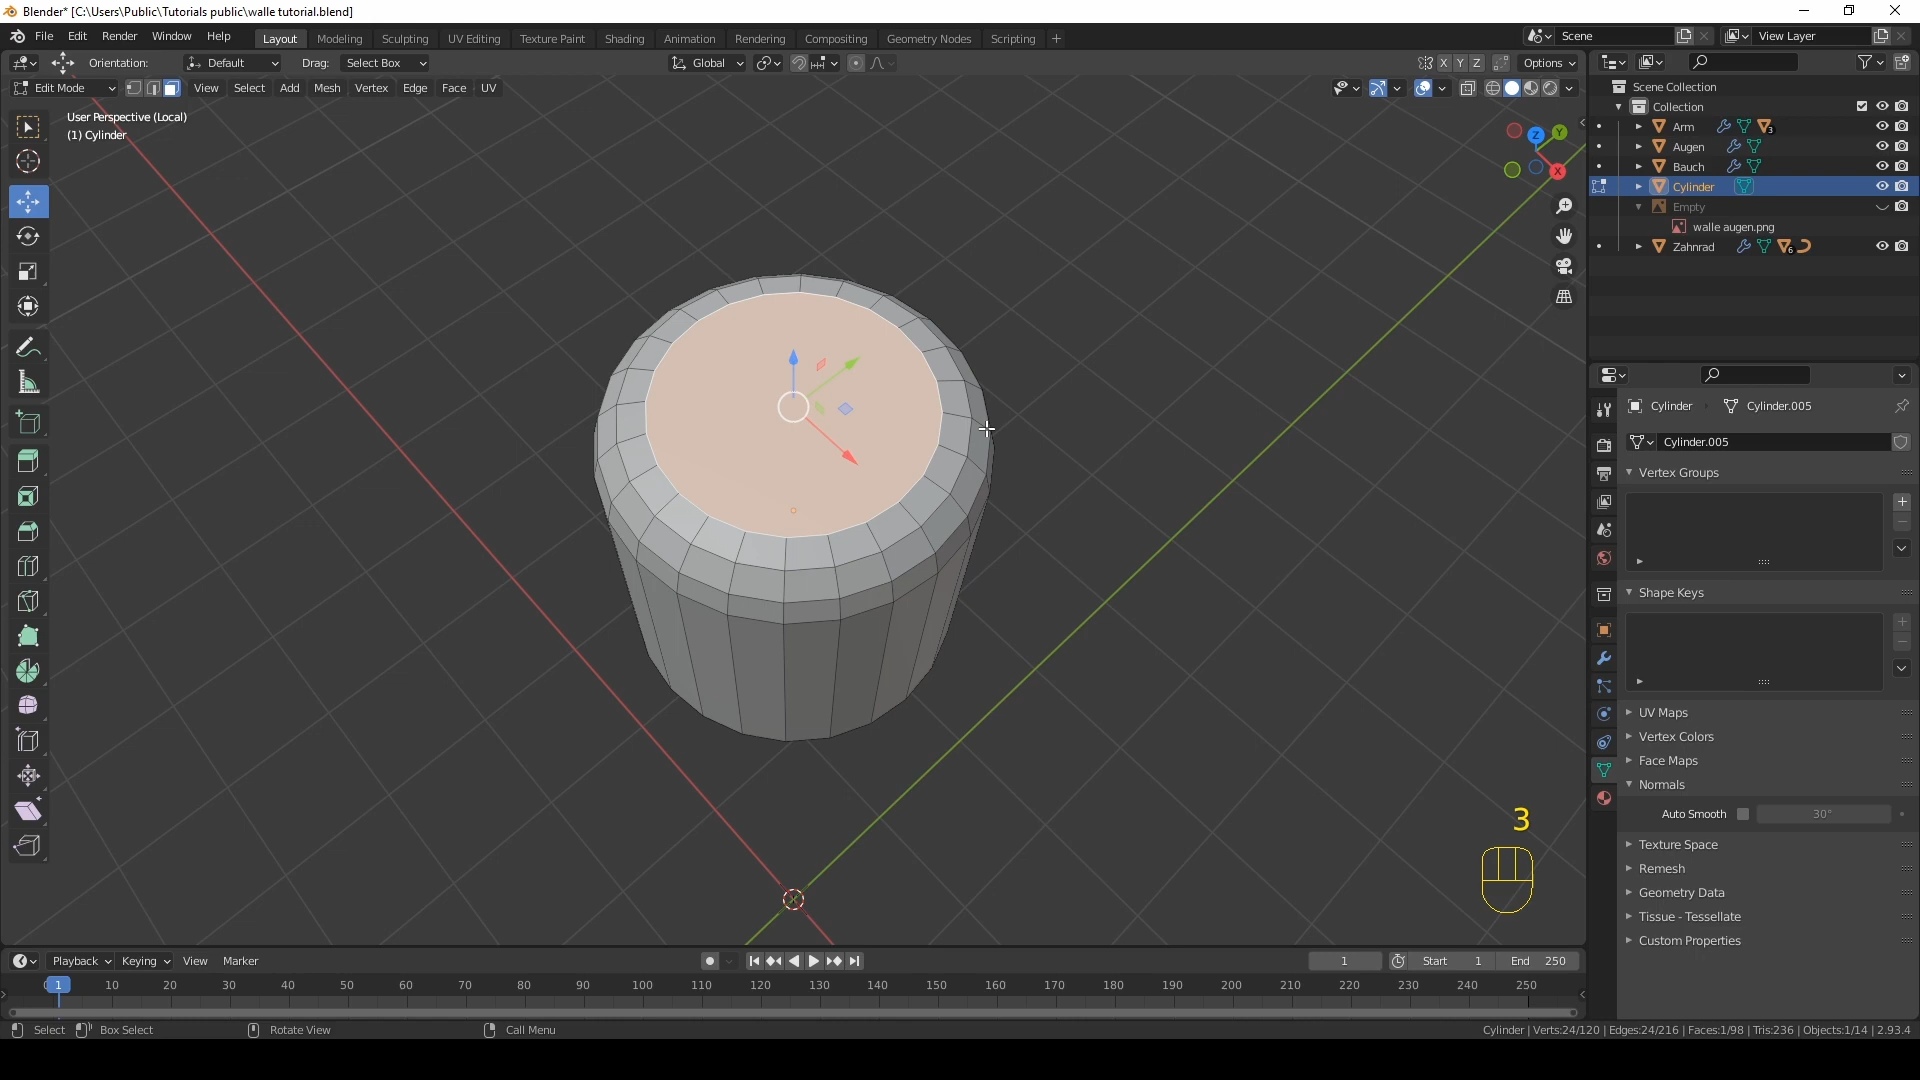 Blender* [C:\Users\Public\Tutorials public\walle tutorial.blend]
File Edit Render Window Help Layout Modeling Sculpting UV Editing Texture Paint Shading Animation Rendering Compositing Geometry Nodes Scripting + Scene View Layer
Orientation: Default Drag: Select Box Global X Y Z Options
Edit Mode View Select Add Mesh Vertex Edge Face UV
User Perspective (Local)
(1) Cylinder
Z Y X
Scene Collection
Collection
Arm 3
Augen
Bauch
Cylinder
Empty
walle augen.png
Zahnrad 6
Cylinder Cylinder.005
Cylinder.005
Vertex Groups
Shape Keys
UV Maps
Vertex Colors
Face Maps
Normals
Auto Smooth 30°
Texture Space
Remesh
Geometry Data
Tissue - Tessellate
Custom Properties
3
Playback Keying View Marker 1 Start 1 End 250
1 10 20 30 40 50 60 70 80 90 100 110 120 130 140 150 160 170 180 190 200 210 220 230 240 250
Select Box Select Rotate View Call Menu Cylinder | Verts:24/120 | Edges:24/216 | Faces:1/98 | Tris:236 | Objects:1/14 | 2.93.4